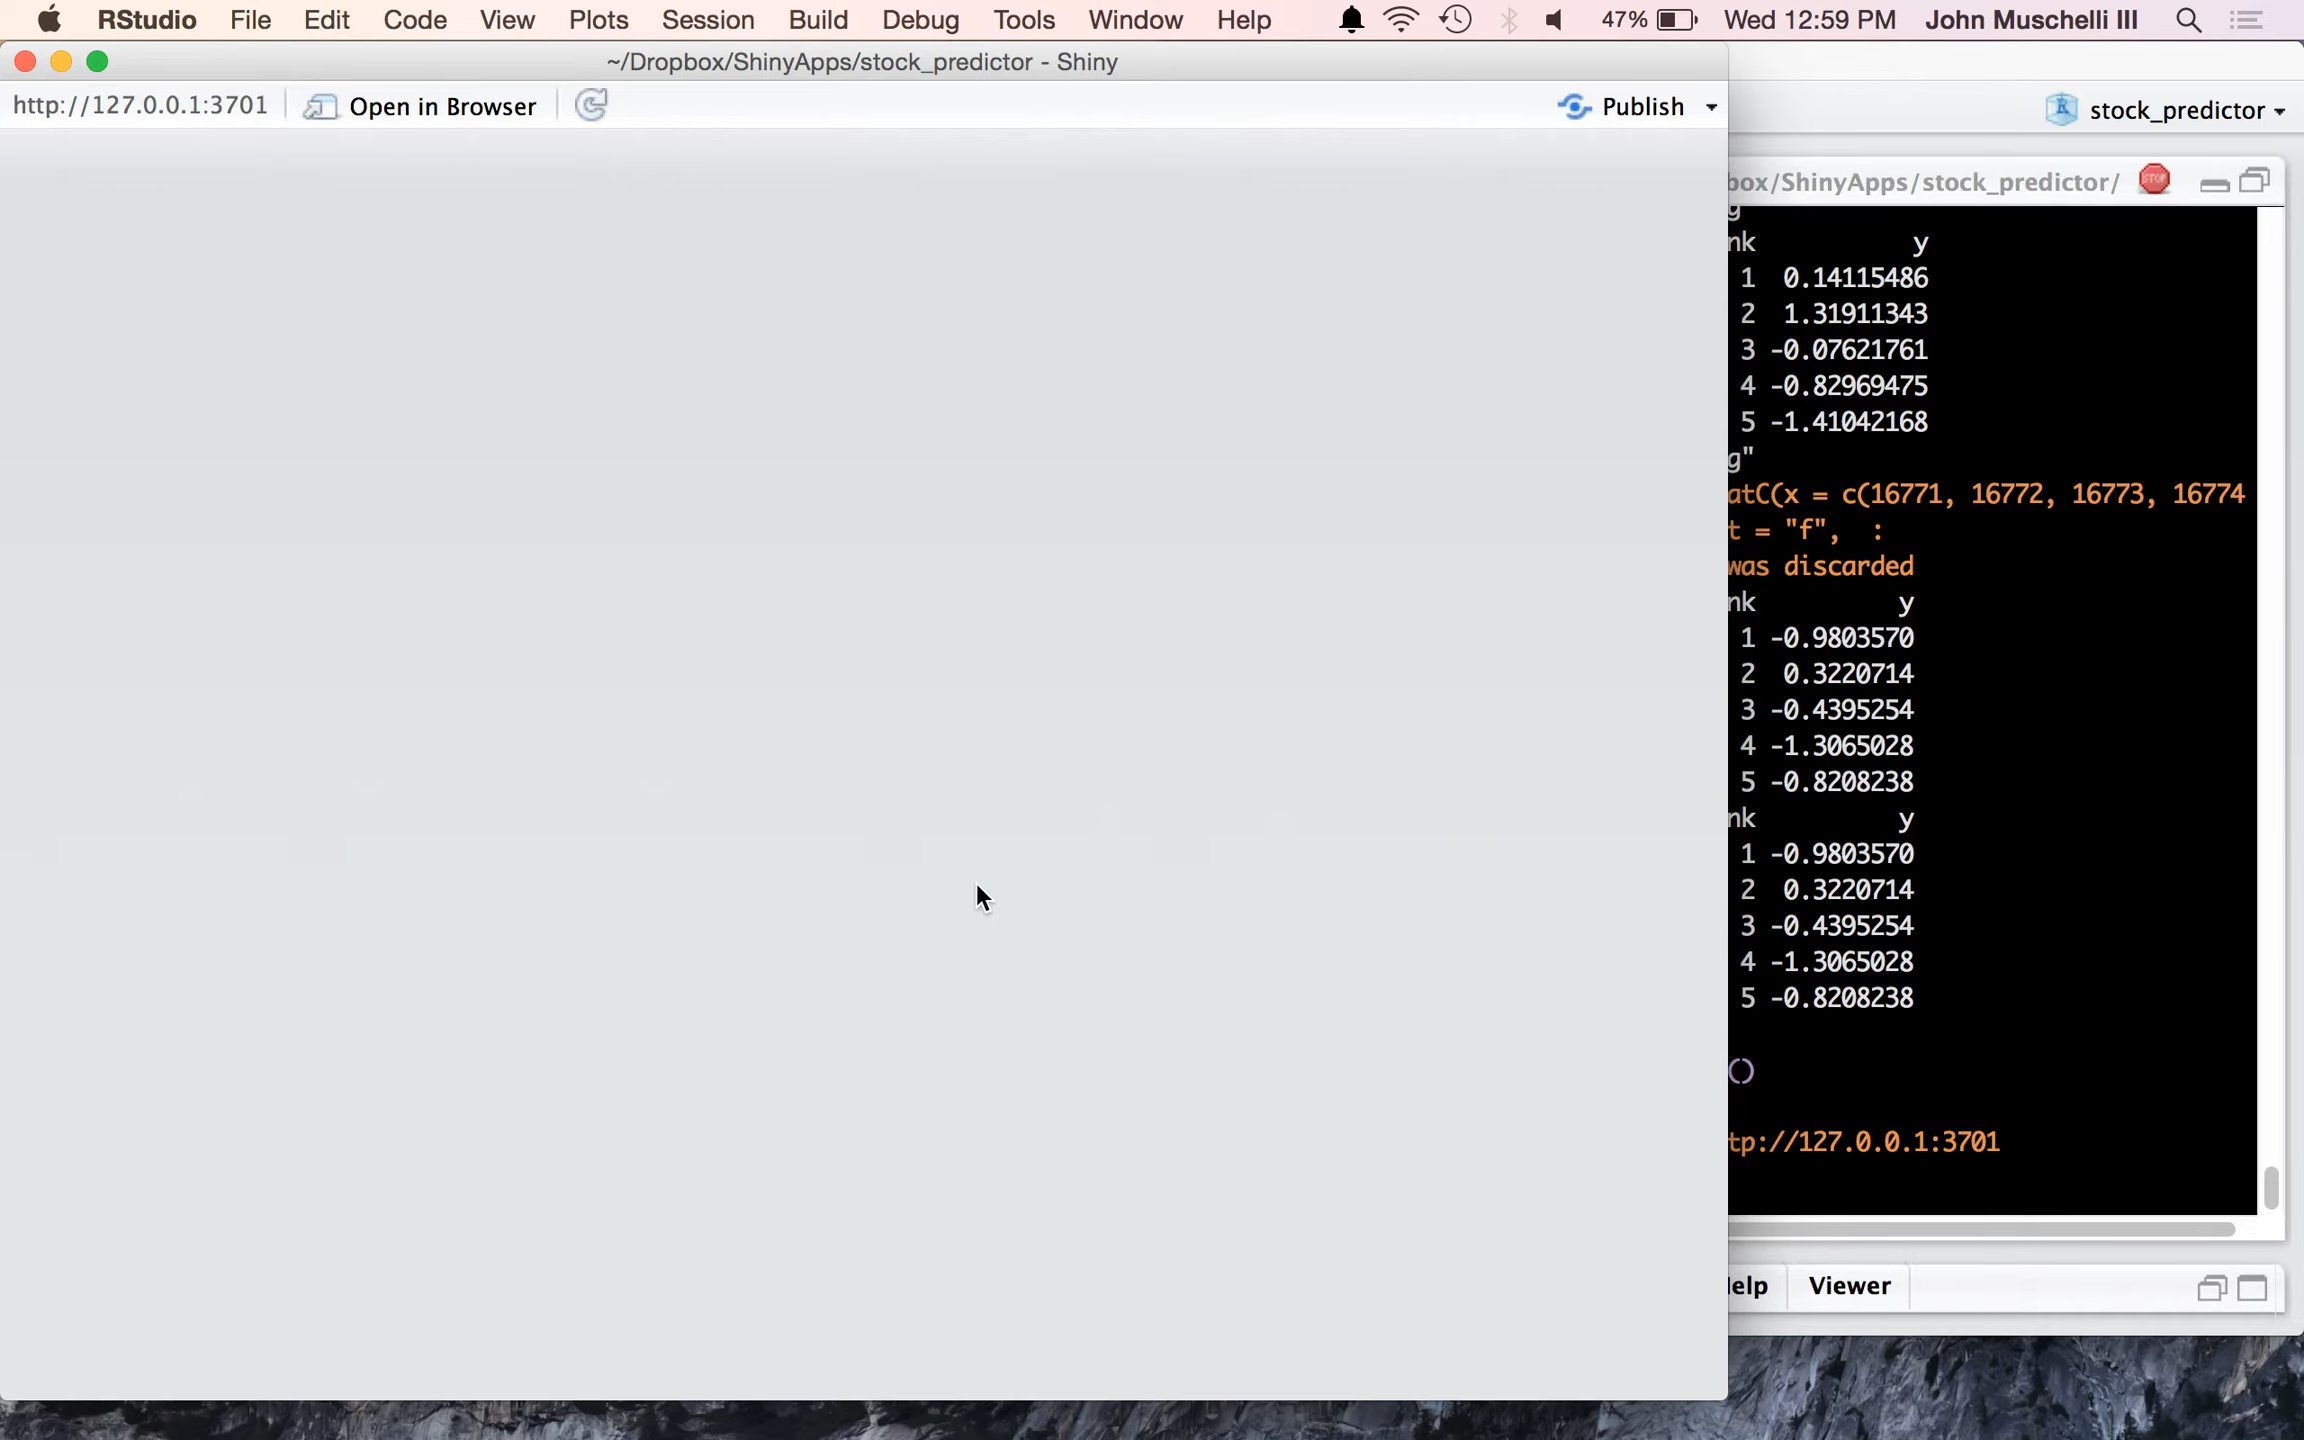 RStudio File Edit Code View Plots Session Build Debug Tools Window Help 47% Wed 12:59 PM John Muschelli III
~/Dropbox/ShinyApps/stock_predictor - Shiny
http://127.0.0.1:3701 Open in Browser Publish
stock_predictor
box/ShinyApps/stock_predictor/ STOP
g
nk y
1 0.14115486
2 1.31911343
3 -0.07621761
4 -0.82969475
5 -1.41042168
g"
atC(x = c(16771, 16772, 16773, 16774
t = "f", :
was discarded
nk y
1 -0.9803570
2 0.3220714
3 -0.4395254
4 -1.3065028
5 -0.8208238
nk y
1 -0.9803570
2 0.3220714
3 -0.4395254
4 -1.3065028
5 -0.8208238
()
tp://127.0.0.1:3701
elp Viewer